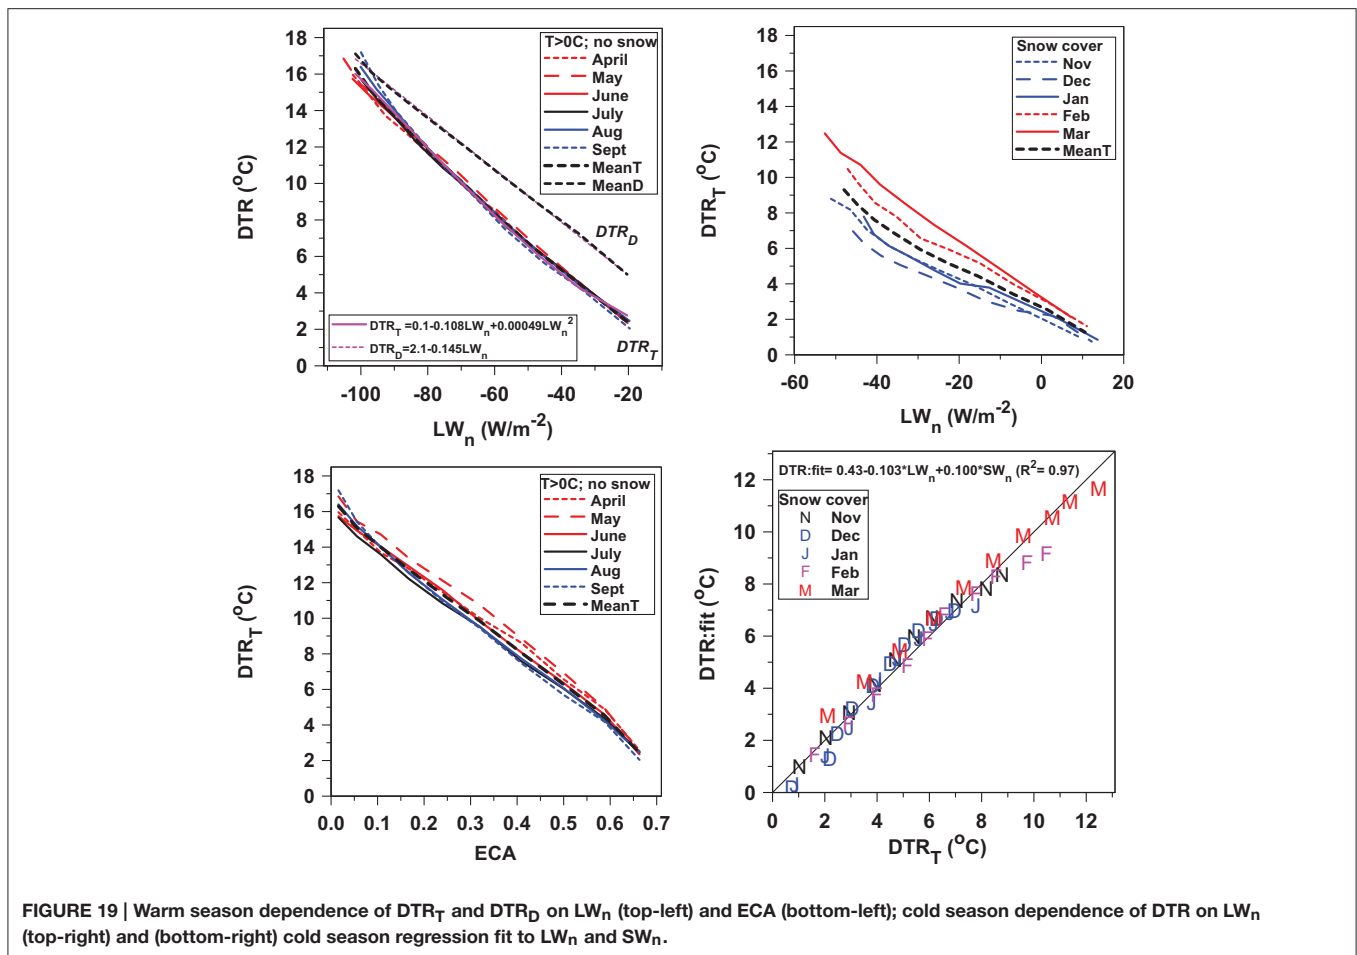 18
16
14
12
10
8
6
4
2
0
DTR (°C)
T>0C; no snow
April
May
June
July
Aug
Sept
MeanT
MeanD
DTR_D
DTR_T =0.1-0.108LW_n+0.00049LW_n^2
DTR_D=2.1-0.145LW_n
DTR_T
-100 -80 -60 -40 -20
LW_n (W/m^-2)
18
16
14
12
10
8
6
4
2
0
DTR_T (°C)
Snow cover
Nov
Dec
Jan
Feb
Mar
MeanT
-60 -40 -20 0 20
LW_n (W/m^-2)
18
16
14
12
10
8
6
4
2
0
DTR_T (°C)
T>0C; no snow
April
May
June
July
Aug
Sept
MeanT
0.0 0.1 0.2 0.3 0.4 0.5 0.6 0.7
ECA
12
10
8
6
4
2
0
DTR:fit (°C)
DTR:fit= 0.43-0.103*LW_n+0.100*SW_n (R^2= 0.97)
Snow cover
N Nov
D Dec
J Jan
F Feb
M Mar
0 2 4 6 8 10 12
DTR_T (°C)
FIGURE 19 | Warm season dependence of DTR_T and DTR_D on LW_n (top-left) and ECA (bottom-left); cold season dependence of DTR on LW_n
(top-right) and (bottom-right) cold season regression fit to LW_n and SW_n.